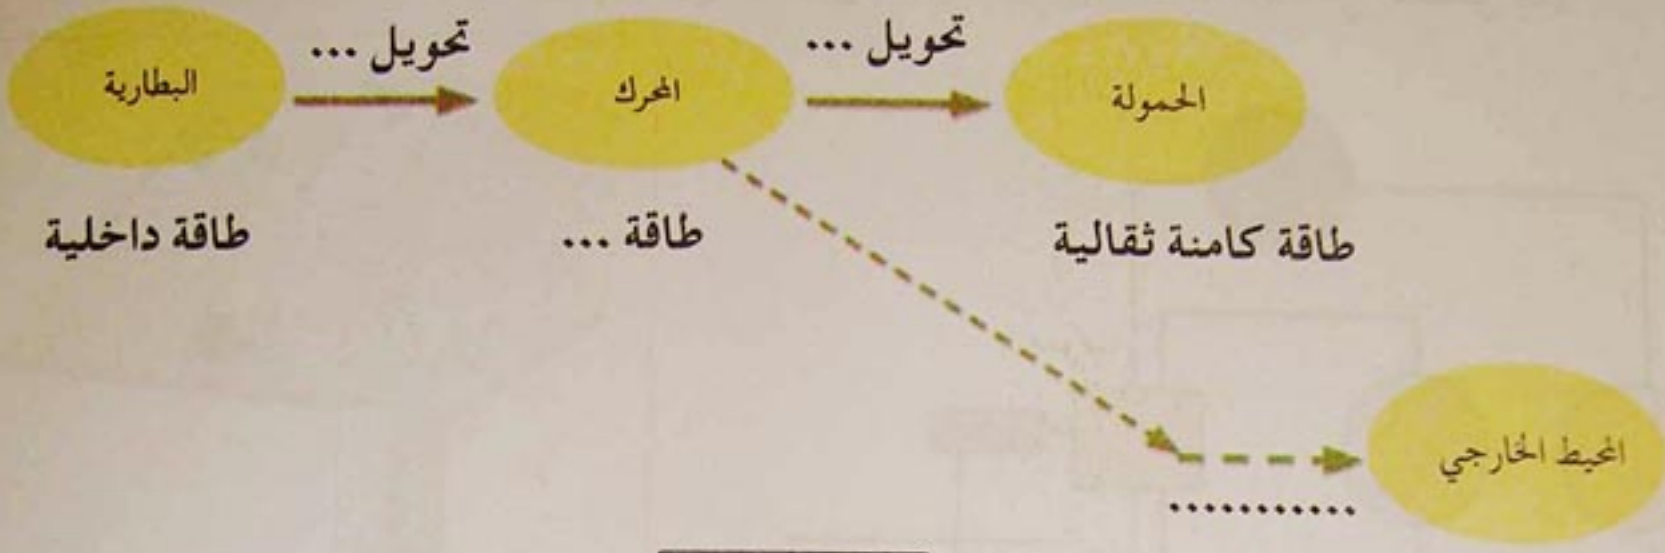 البطارية
تحويل ...
المحرك
تحويل ...
الحمولة
طاقة داخلية
طاقة ...
طاقة كامنة ثقالية
المحيط الخارجي
...........